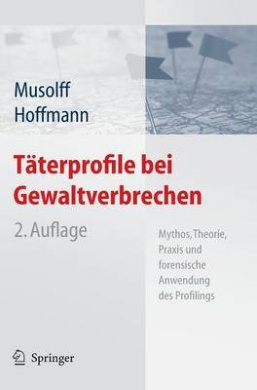 Musolff
Hoffmann
Täterprofile bei
Gewaltverbrechen
2. Auflage
Mythos, Theorie,
Praxis und
forensische
Anwendung
des Profilings
Springer